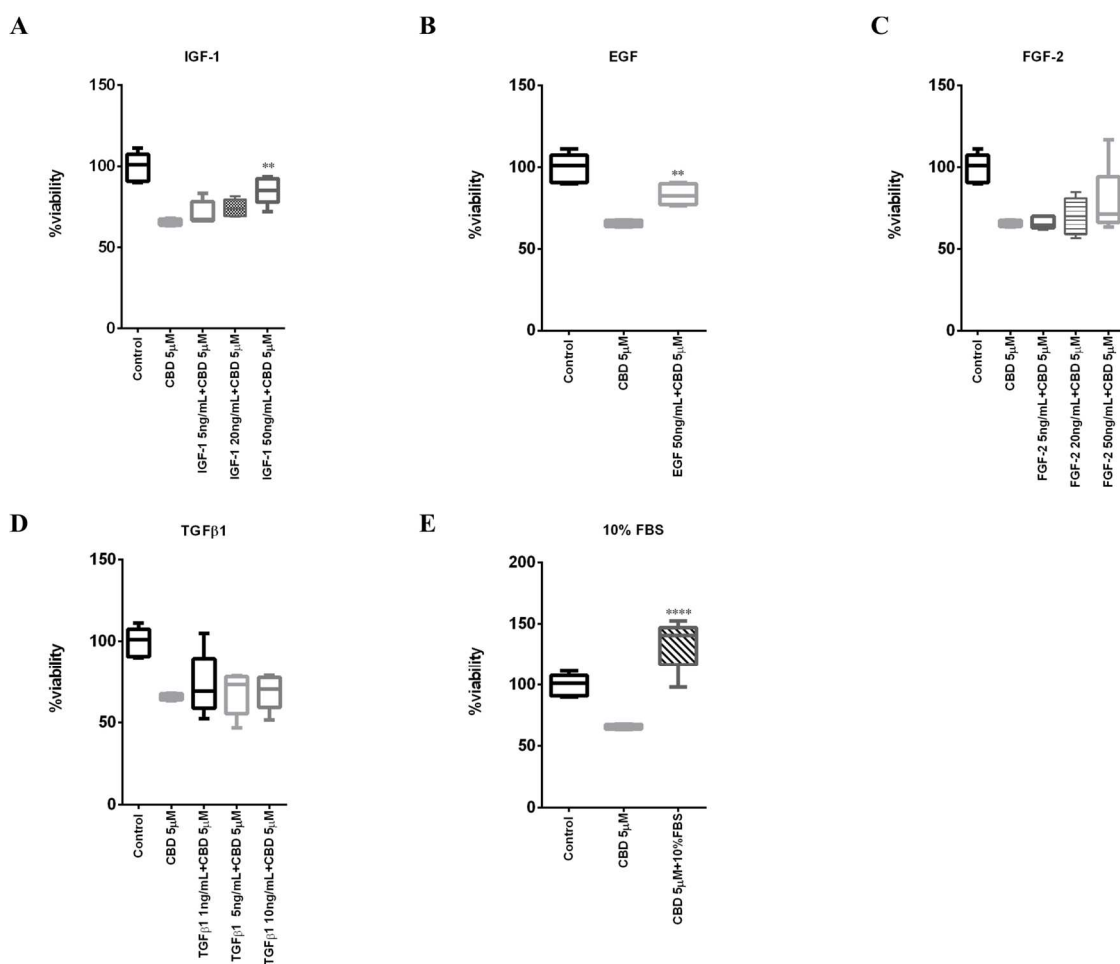 A
IGF-1
150
100
50
0
%viability
**
Control
CBD 5μM
IGF-1 5ng/mL+CBD 5μM
IGF-1 20ng/mL+CBD 5μM
IGF-1 50ng/mL+CBD 5μM
B
EGF
150
100
50
0
%viability
**
Control
CBD 5μM
EGF 50ng/mL+CBD 5μM
C
FGF-2
150
100
50
0
%viability
Control
CBD 5μM
FGF-2 5ng/mL+CBD 5μM
FGF-2 20ng/mL+CBD 5μM
FGF-2 50ng/mL+CBD 5μM
D
TGFβ1
150
100
50
0
%viability
Control
CBD 5μM
TGFβ1 1ng/mL+CBD 5μM
TGFβ1 5ng/mL+CBD 5μM
TGFβ1 10ng/mL+CBD 5μM
E
10% FBS
200
150
100
50
0
%viability
****
Control
CBD 5μM
CBD 5μM+10%FBS